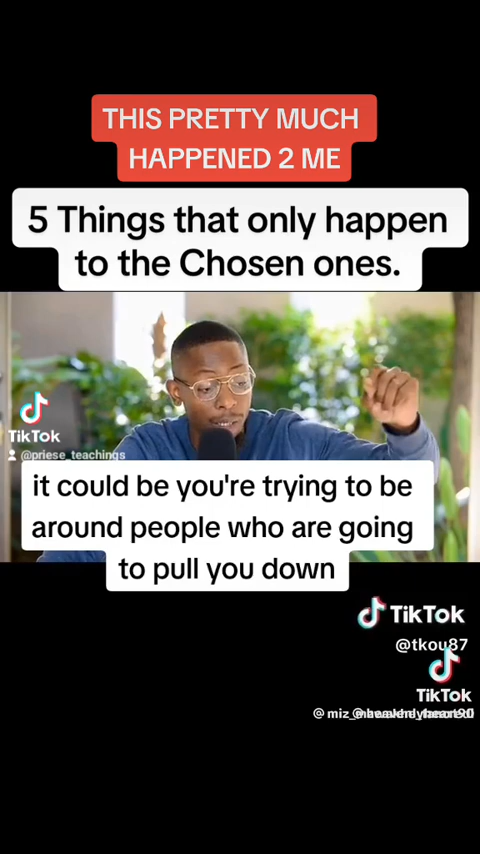 THIS PRETTY MUCH
HAPPENED 2 ME
5 Things that only happen
to the Chosen ones.
TikTok
@priese_teachings
it could be you're trying to be
around people who are going
to pull you down
TikTok
@tkou87
TikTok